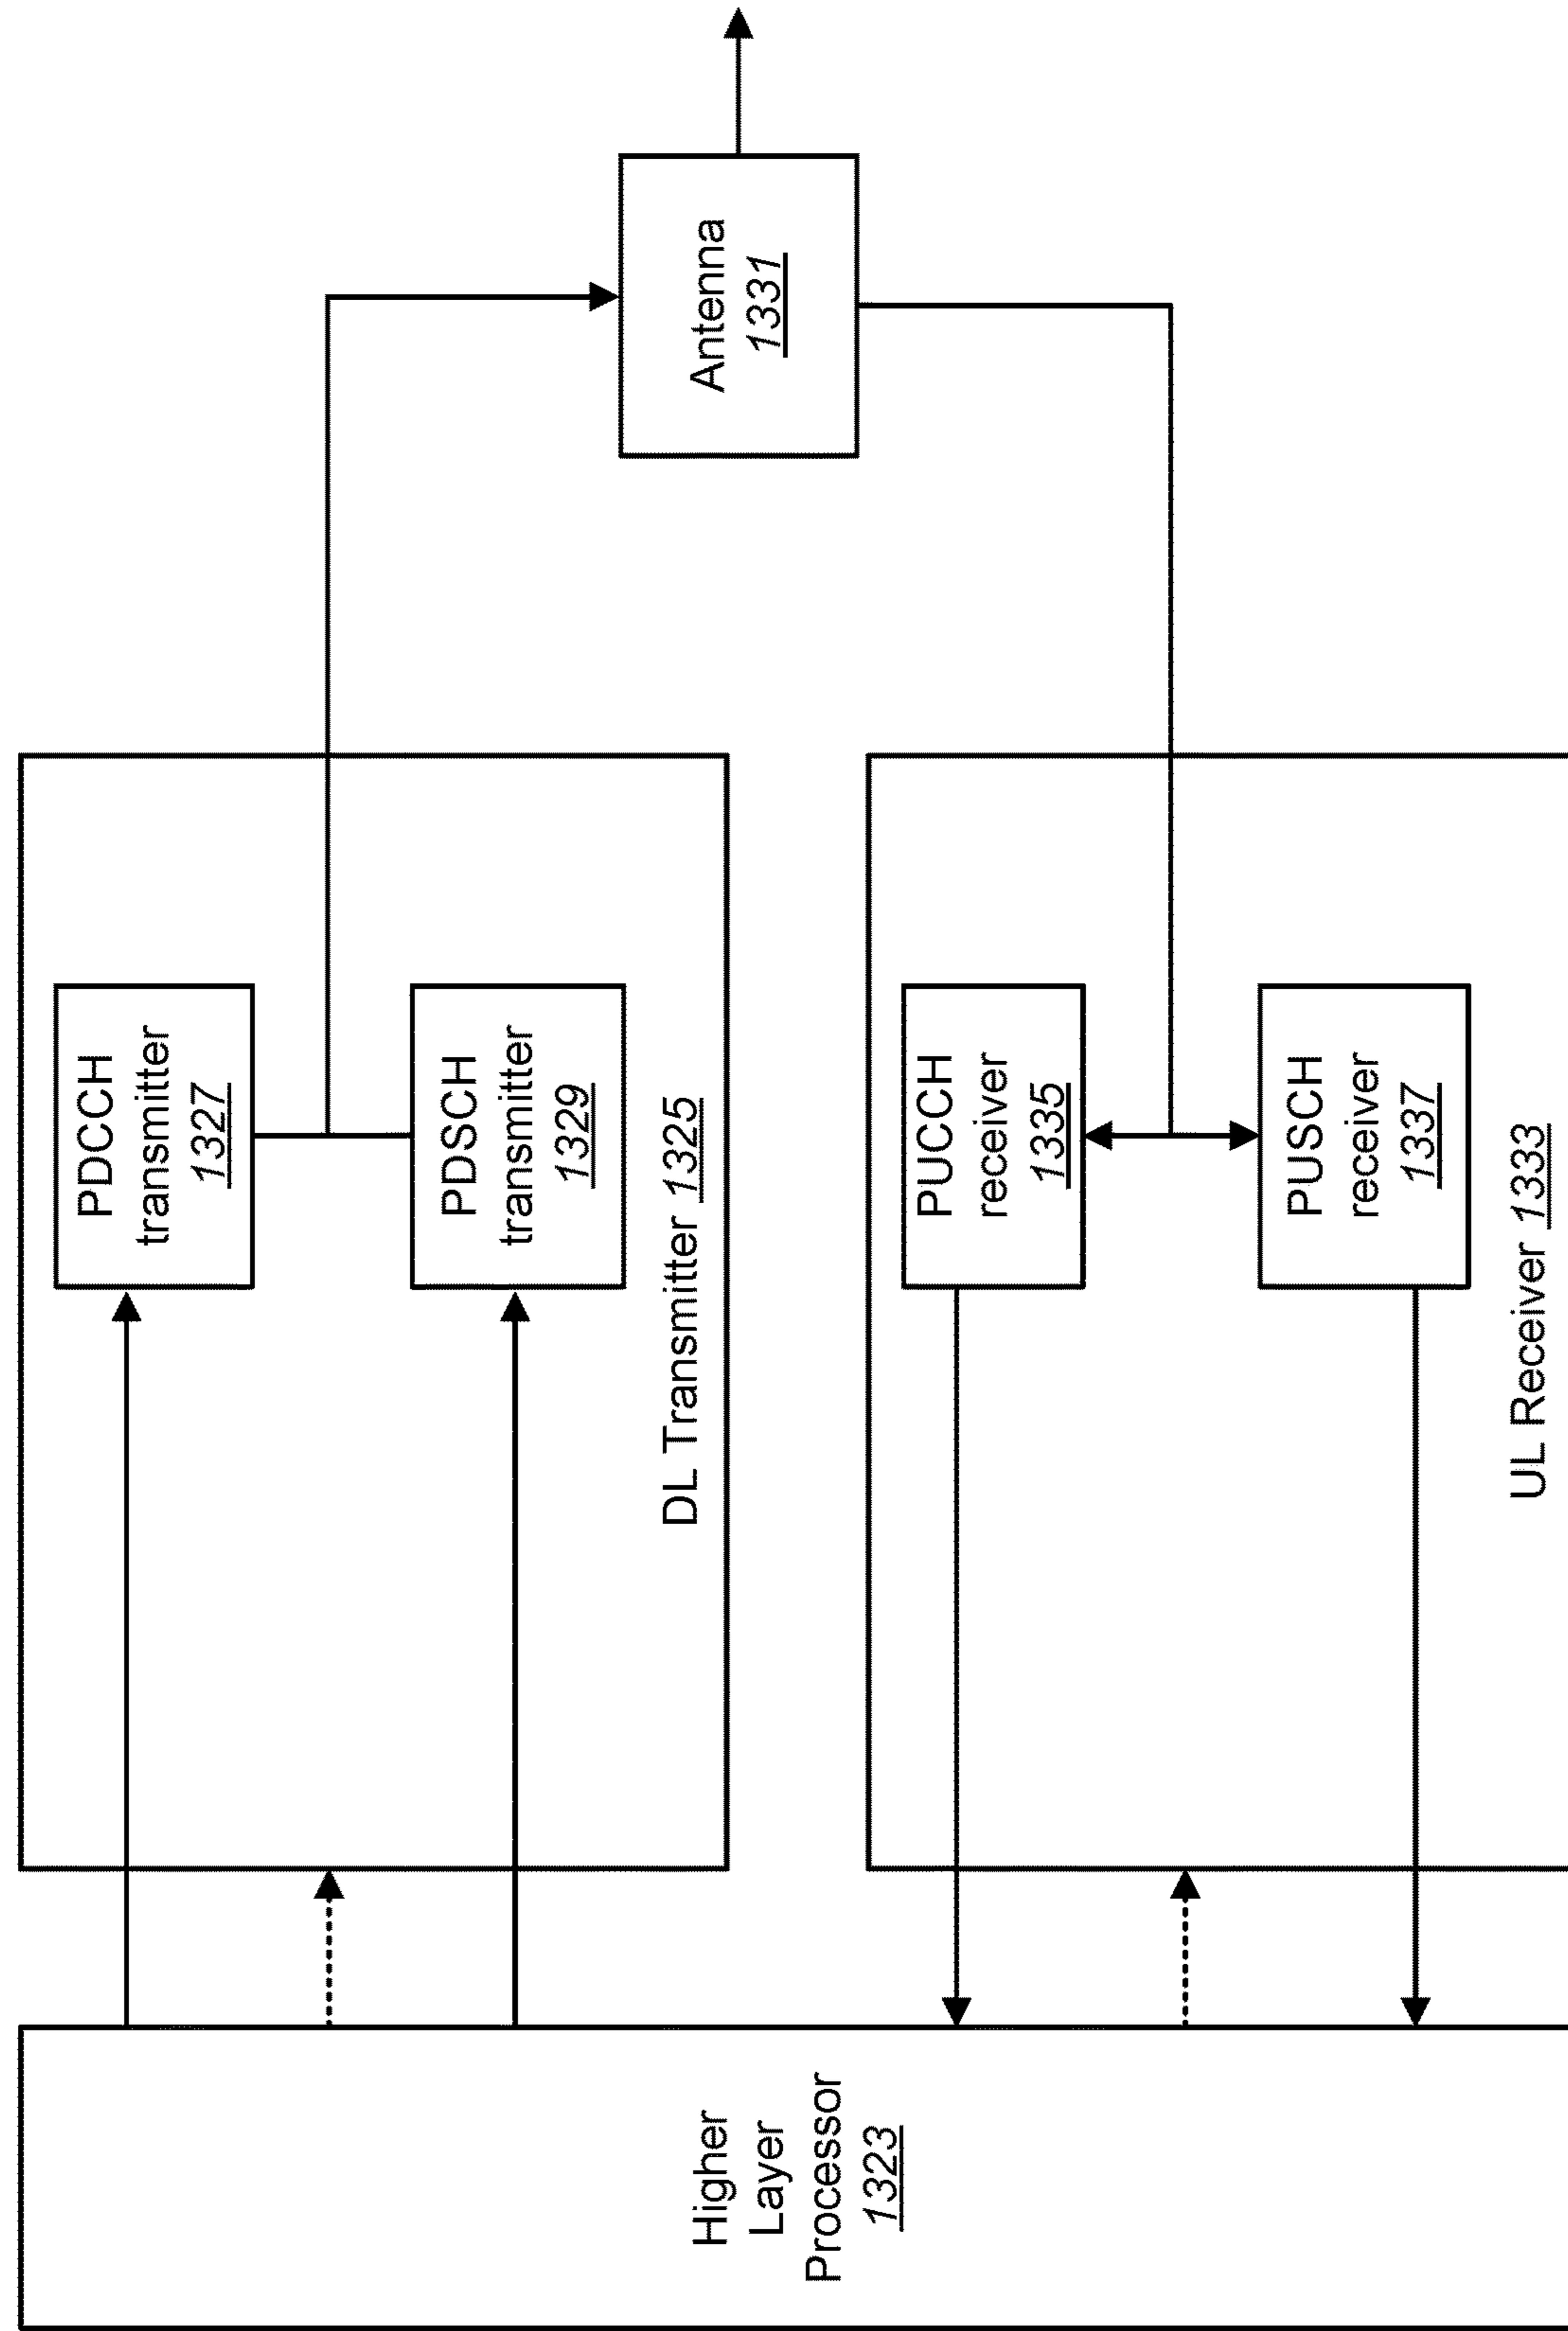 Higher
Layer
Processor
1323
PDCCH
transmitter
1327
PDSCH
transmitter
1329
DL Transmitter 1325
PUCCH
receiver
1335
PUSCH
receiver
1337
UL Receiver 1333
Antenna
1331